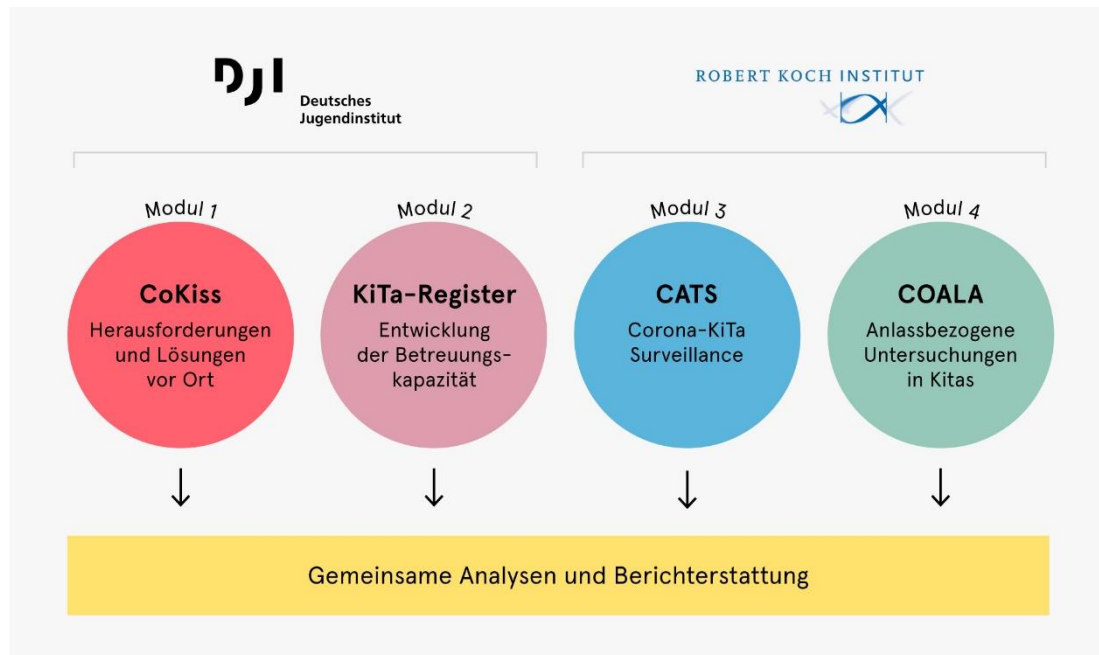 DJI
Deutsches
Jugendinstitut
ROBERT KOCH INSTITUT
Modul 1
CoKiss
Herausforderungen
und Lösungen
vor Ort
Modul 2
KiTa-Register
Entwicklung
der Betreuungs-
kapazität
Modul 3
CATS
Corona-KiTa
Surveillance
Modul 4
COALA
Anlassbezogene
Untersuchungen
in Kitas
Gemeinsame Analysen und Berichterstattung